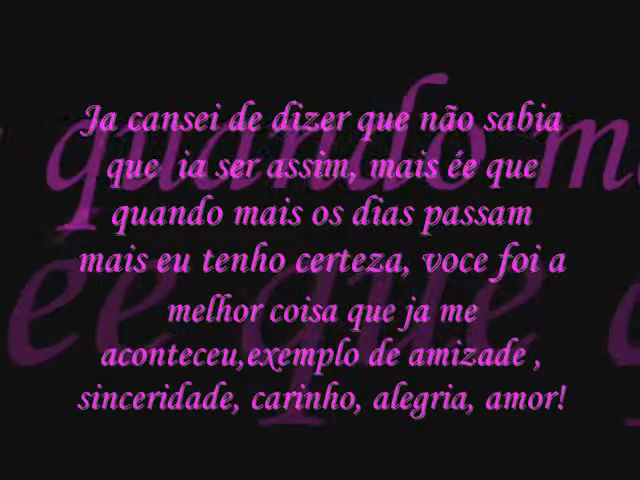 Ja cansei de dizer que não sabia
que ia ser assim, mais ée que
quando mais os dias passam
mais eu tenho certeza, voce foi a
melhor coisa que ja me
aconteceu,exemplo de amizade ,
sinceridade, carinho, alegria, amor!